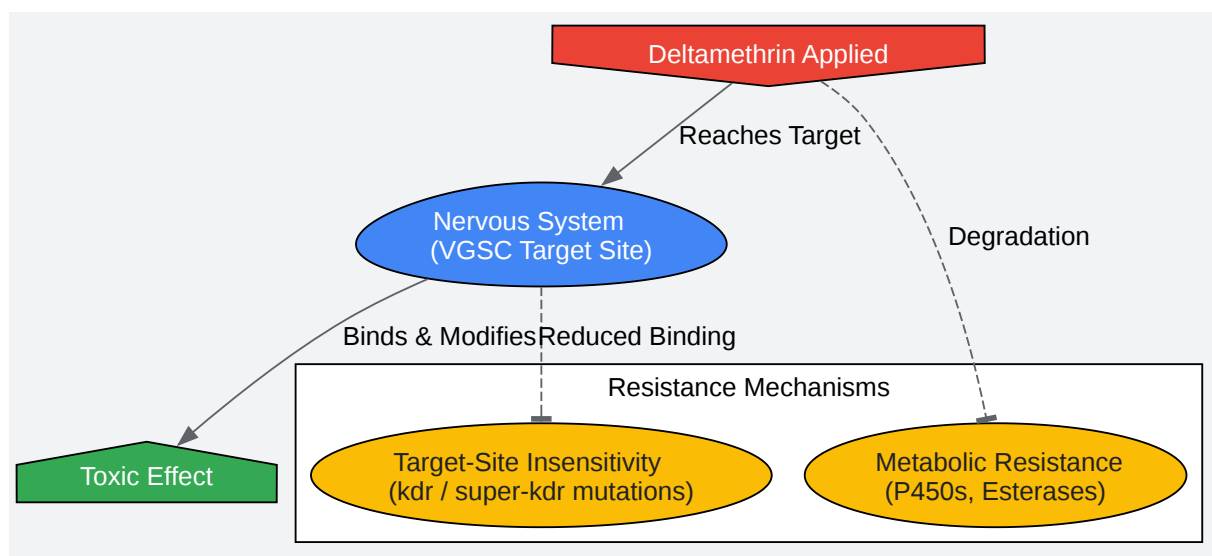 Deltamethrin Applied
Reaches Target
Nervous System
(VGSC Target Site)
Degradation
Binds & Modifies
Reduced Binding
Resistance Mechanisms
Toxic Effect
Target-Site Insensitivity
(kdr / super-kdr mutations)
Metabolic Resistance
(P450s, Esterases)